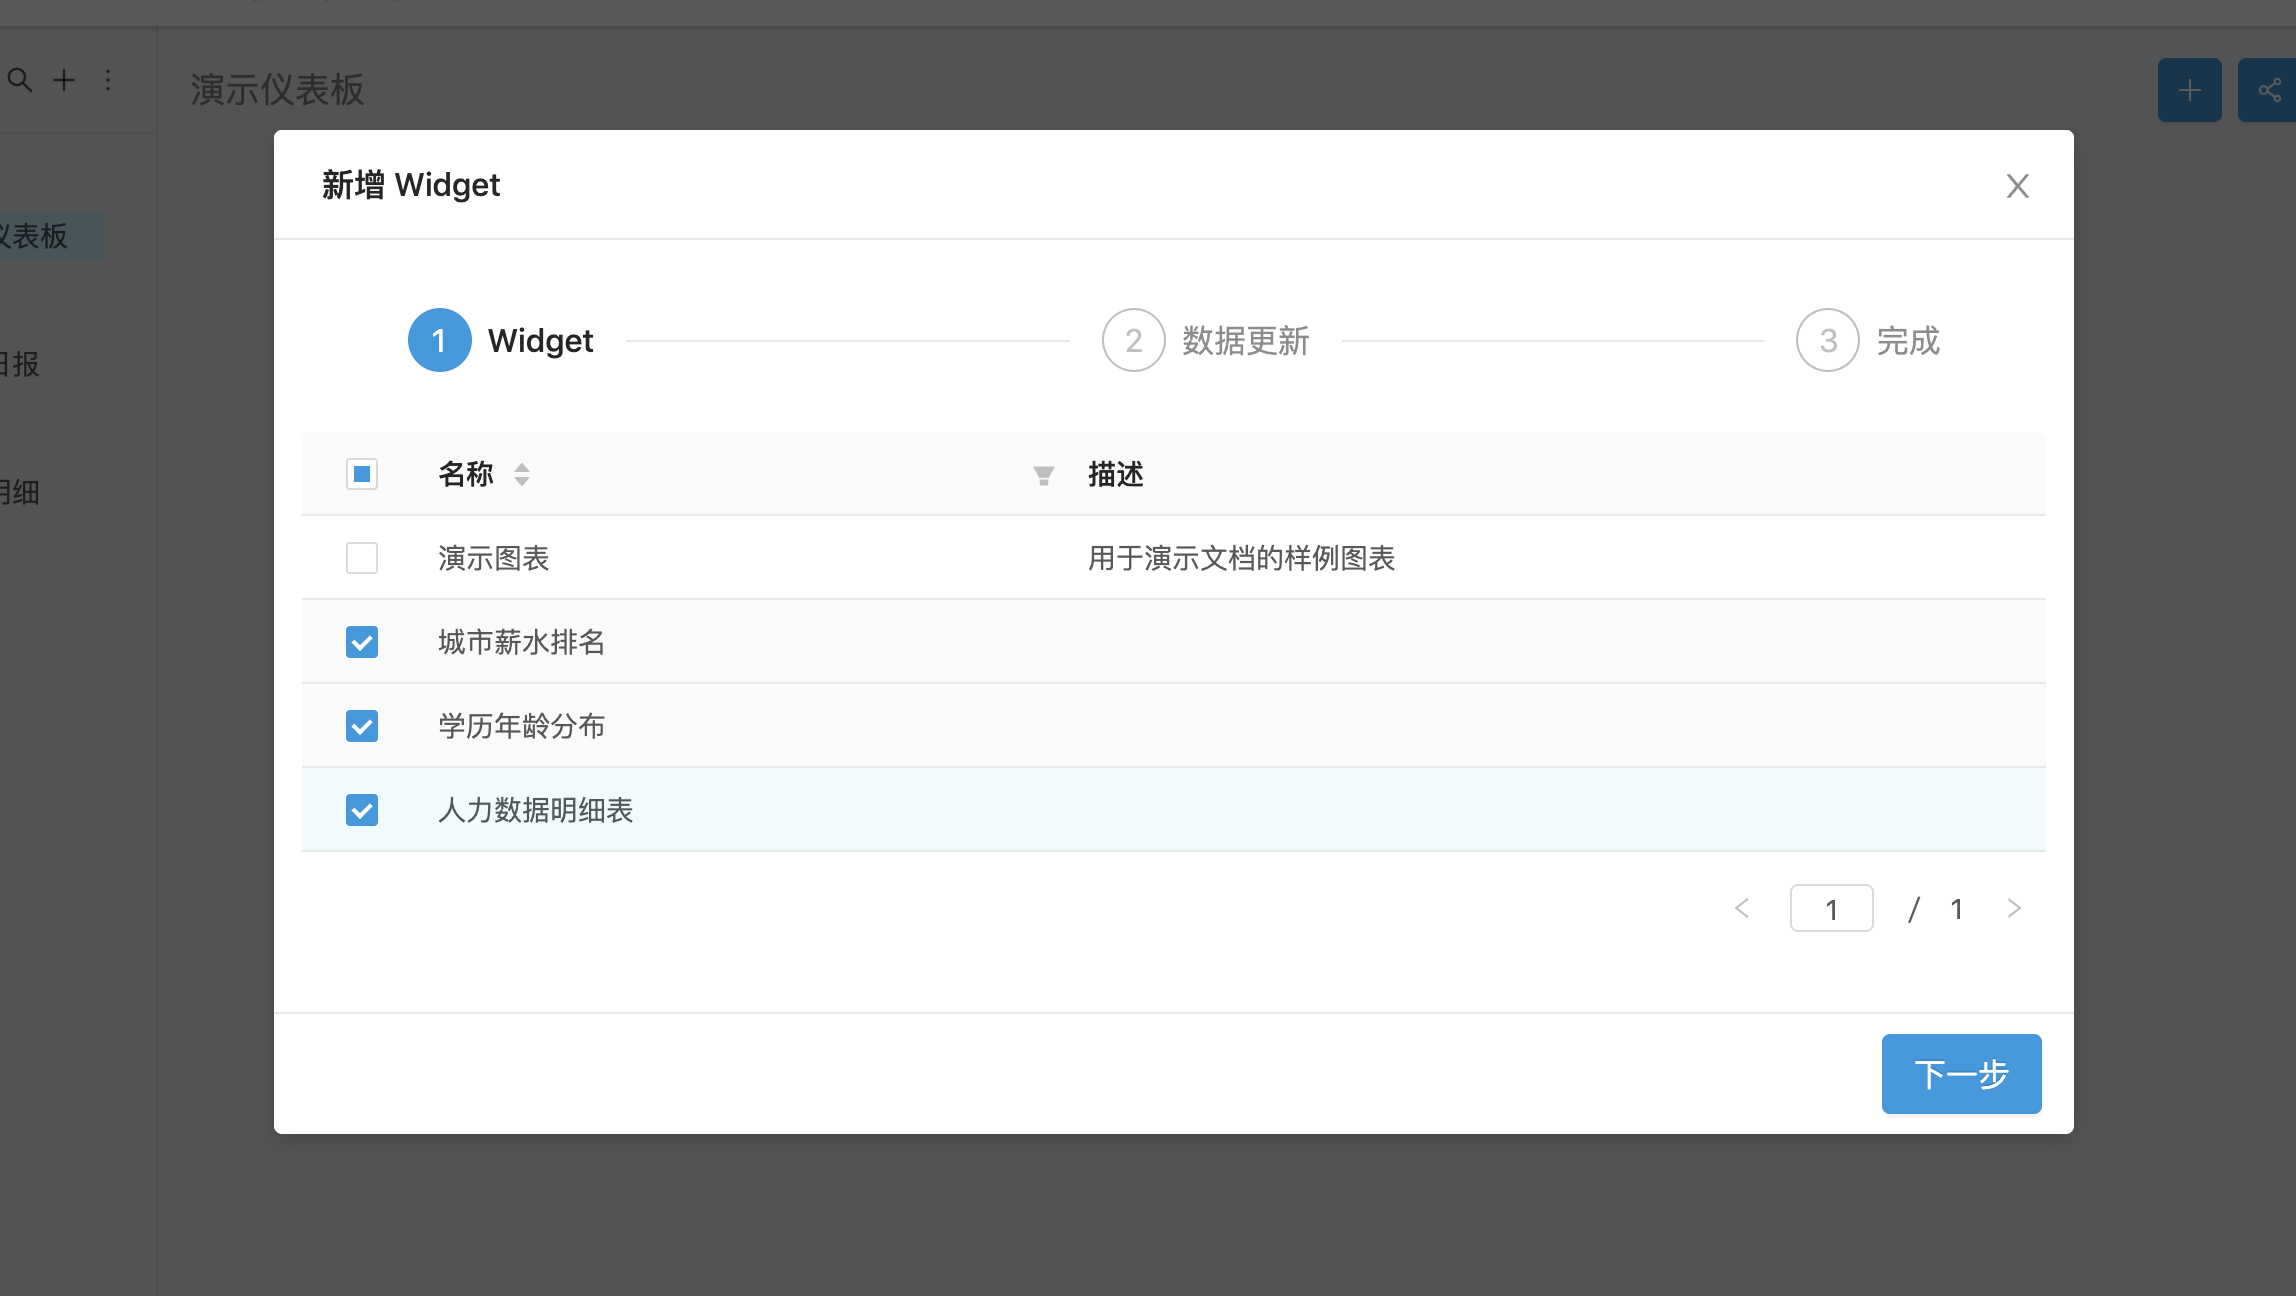 演示仪表板
新增 Widget
仪表板
日报
明细
1 Widget
2 数据更新
3 完成
名称 描述
演示图表 用于演示文档的样例图表
城市薪水排名
学历年龄分布
人力数据明细表
1 / 1
下一步